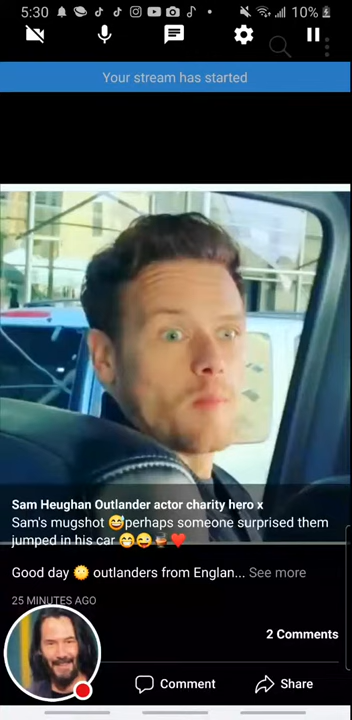 5:30
10%
Your stream has started
Sam Heughan Outlander actor charity hero x
Sam's mugshot 😅perhaps someone surprised them
jumped in his car 😁😜🥃❤️
Good day 🌞 outlanders from Englan... See more
25 MINUTES AGO
2 Comments
Comment
Share